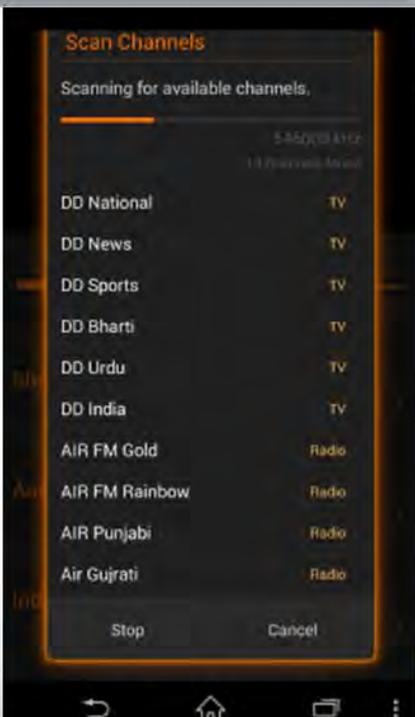 Scan Channels
Scanning for available channels.
DD National TV
DD News TV
DD Sports TV
DD Bharti TV
DD Urdu TV
DD India TV
AIR FM Gold Radio
AIR FM Rainbow Radio
AIR Punjabi Radio
Air Gujrati Radio
Stop Cancel